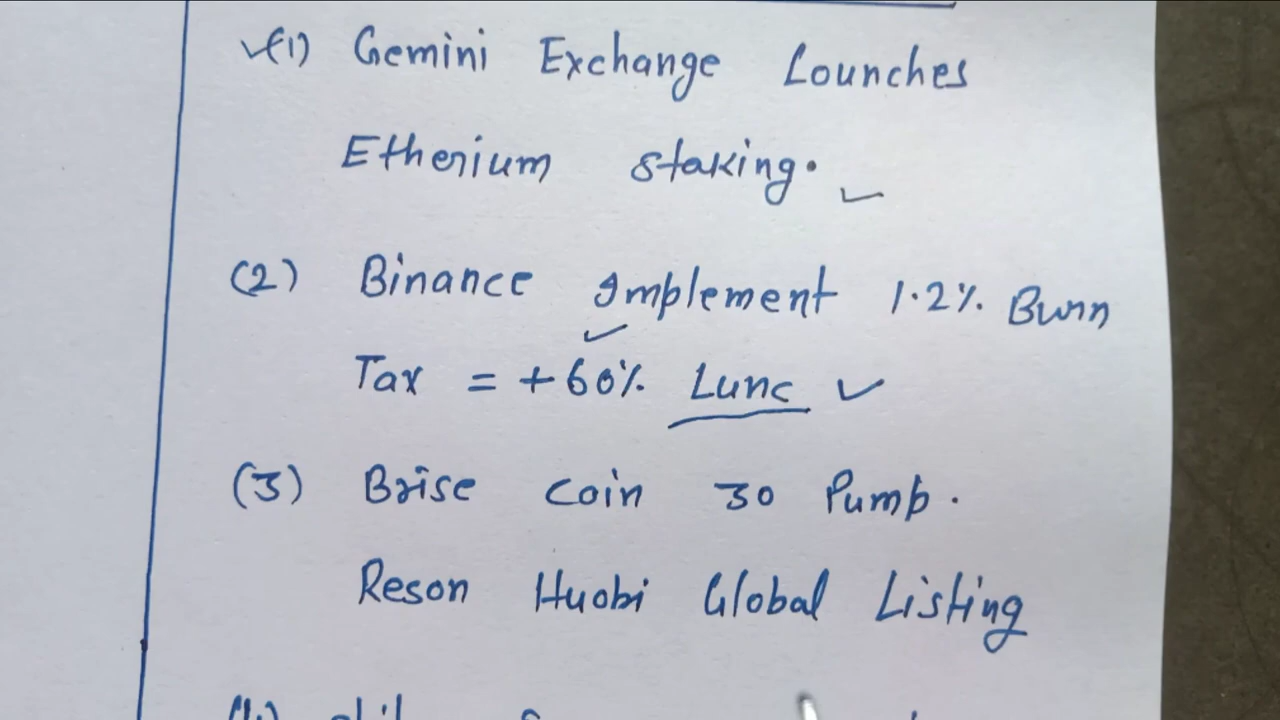 (1) Gemini Exchange Lounches
Etherium staking.
(2) Binance Implement 1.2% Burn
Tax = +60% Lunc
(3) Brise coin 30 Pump.
Reson Huobi Global Listing